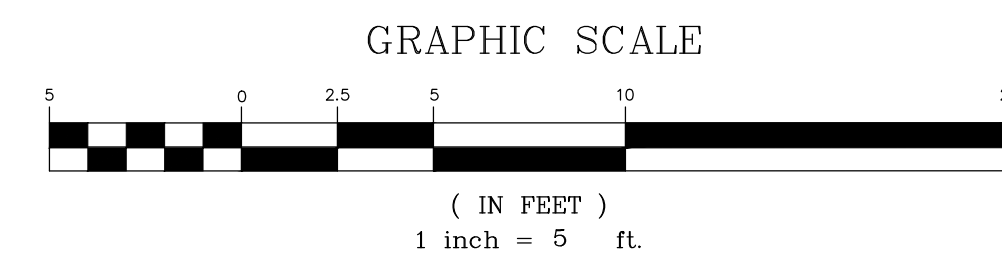 GRAPHIC SCALE
5 0 2.5 5 10
( IN FEET )
1 inch = 5 ft.